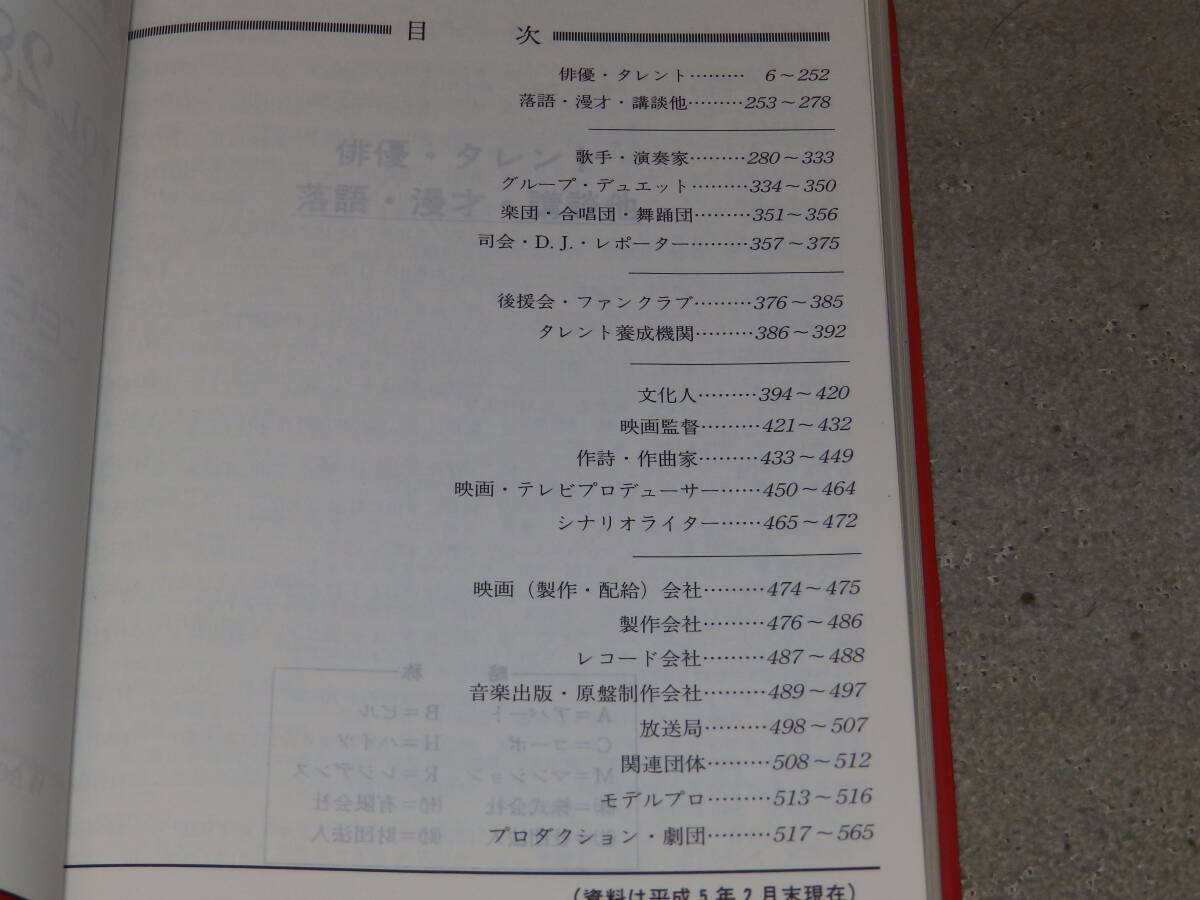 目 次
俳優・タレント……… 6～252
落語・漫才・講談他………253～278
歌手・演奏家………280～333
グループ・デュエット………334～350
楽団・合唱団・舞踊団………351～356
司会・D.J.・レポーター………357～375
後援会・ファンクラブ………376～385
タレント養成機関………386～392
文化人………394～420
映画監督………421～432
作詩・作曲家………433～449
映画・テレビプロデューサー……450～464
シナリオライター……465～472
映画（製作・配給）会社………474～475
製作会社………476～486
レコード会社………487～488
音楽出版・原盤制作会社………489～497
放送局………498～507
関連団体………508～512
モデルプロ………513～516
プロダクション・劇団………517～565
（資料は平成5年2月末現在）